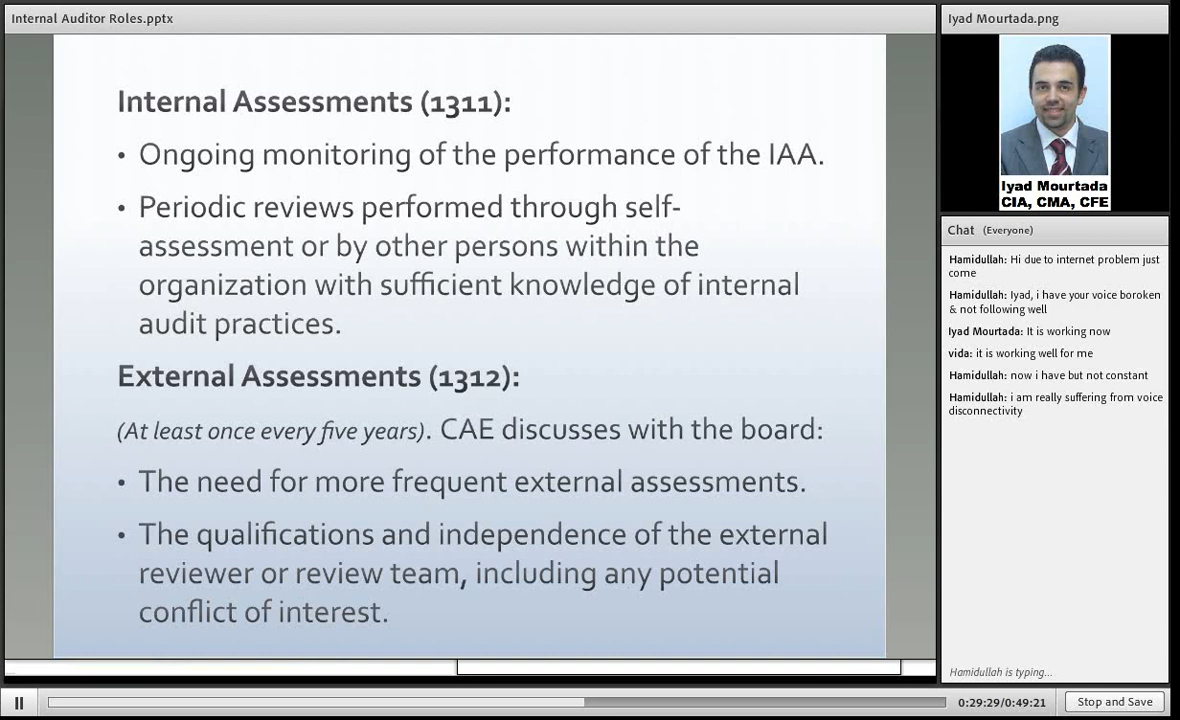 Internal Auditor Roles.pptx
Internal Assessments (1311):
• Ongoing monitoring of the performance of the IAA.
• Periodic reviews performed through self-
assessment or by other persons within the
organization with sufficient knowledge of internal
audit practices.
External Assessments (1312):
(At least once every five years). CAE discusses with the board:
• The need for more frequent external assessments.
• The qualifications and independence of the external
reviewer or review team, including any potential
conflict of interest.
Iyad Mourtada.png
Iyad Mourtada
CIA, CMA, CFE
Chat (Everyone)
Hamidullah: Hi due to internet problem just
come
Hamidullah: Iyad, i have your voice boroken
& not following well
Iyad Mourtada: It is working now
vida: it is working well for me
Hamidullah: now i have but not constant
Hamidullah: i am really suffering from voice
disconnectivity
Hamidullah is typing...
0:29:29/0:49:21
Stop and Save